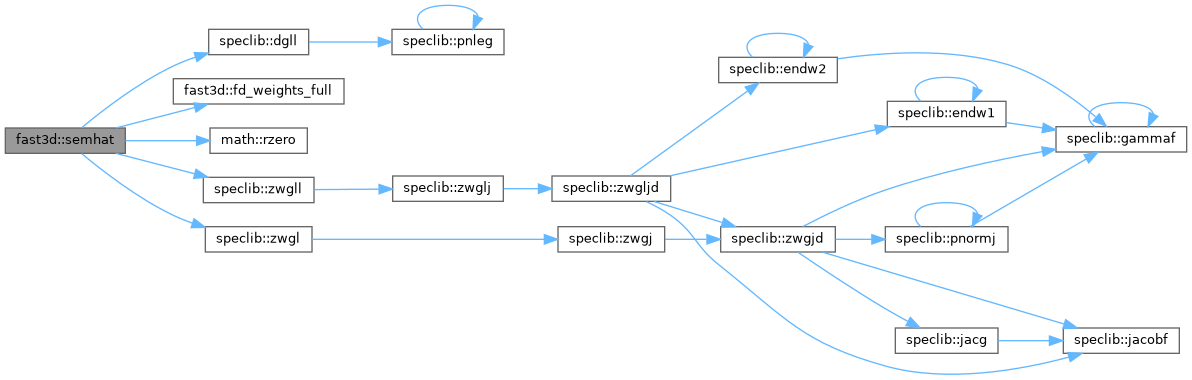 fast3d::semhat
speclib::dgll
speclib::pnleg
fast3d::fd_weights_full
math::rzero
speclib::zwgll
speclib::zwglj
speclib::zwgljd
speclib::endw2
speclib::endw1
speclib::gammaf
speclib::zwgl
speclib::zwgj
speclib::zwgjd
speclib::pnormj
speclib::jacg
speclib::jacobf